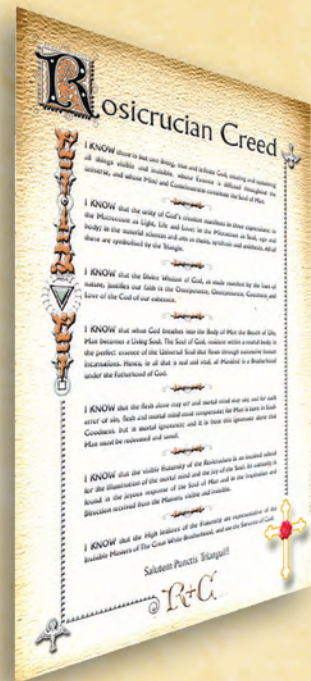 Rosicrucian Creed
I KNOW there is but one living, true and infinite God, creating and sustaining
all things visible and invisible, whose Essence is diffused throughout the
universe, and whose Mind and Consciousness constitute the Soul of Man.
I KNOW that the unity of God's creation manifests in three expressions: in
the Macrocosm as Light, Life and Love; in the Microcosm as Soul, ego and
body; in the material sciences and arts as thesis, synthesis and antithesis. All of
these are symbolized by the Triangle.
I KNOW that the Divine Wisdom of God, as made manifest by the laws of
nature, justifies our faith in the Omnipotence, Omniscience, Goodness and
Love of the God of our existence.
I KNOW that when God breathes into the Body of Man the Breath of Life,
Man becomes a Living Soul. The Soul of God, resident within a mortal body, is
the perfect essence of the Universal Soul that flows through successive human
incarnations. Hence, in all that is real and vital, all Mankind is a Brotherhood
under the Fatherhood of God.
I KNOW that the flesh alone may err and mortal mind may sin; and for each
error or sin, flesh and mortal mind must compensate; for Man is born in Soul-
Goodness, but in mortal ignorance; and it is from this ignorance alone that
Man must be redeemed and saved.
I KNOW that the visible Fraternity of the Rosicrucians is an inspired school
for the illumination of the mortal mind and the joy of the Soul. Its authority is
found in the joyous response of the Soul of Man and in the Inspiration and
Direction received from the Masters, visible and invisible.
I KNOW that the High Initiates of the Fraternity are representative of the
Invisible Masters of The Great White Brotherhood, and are the Servants of God.
Salutem Punctis Trianguli!
R+C